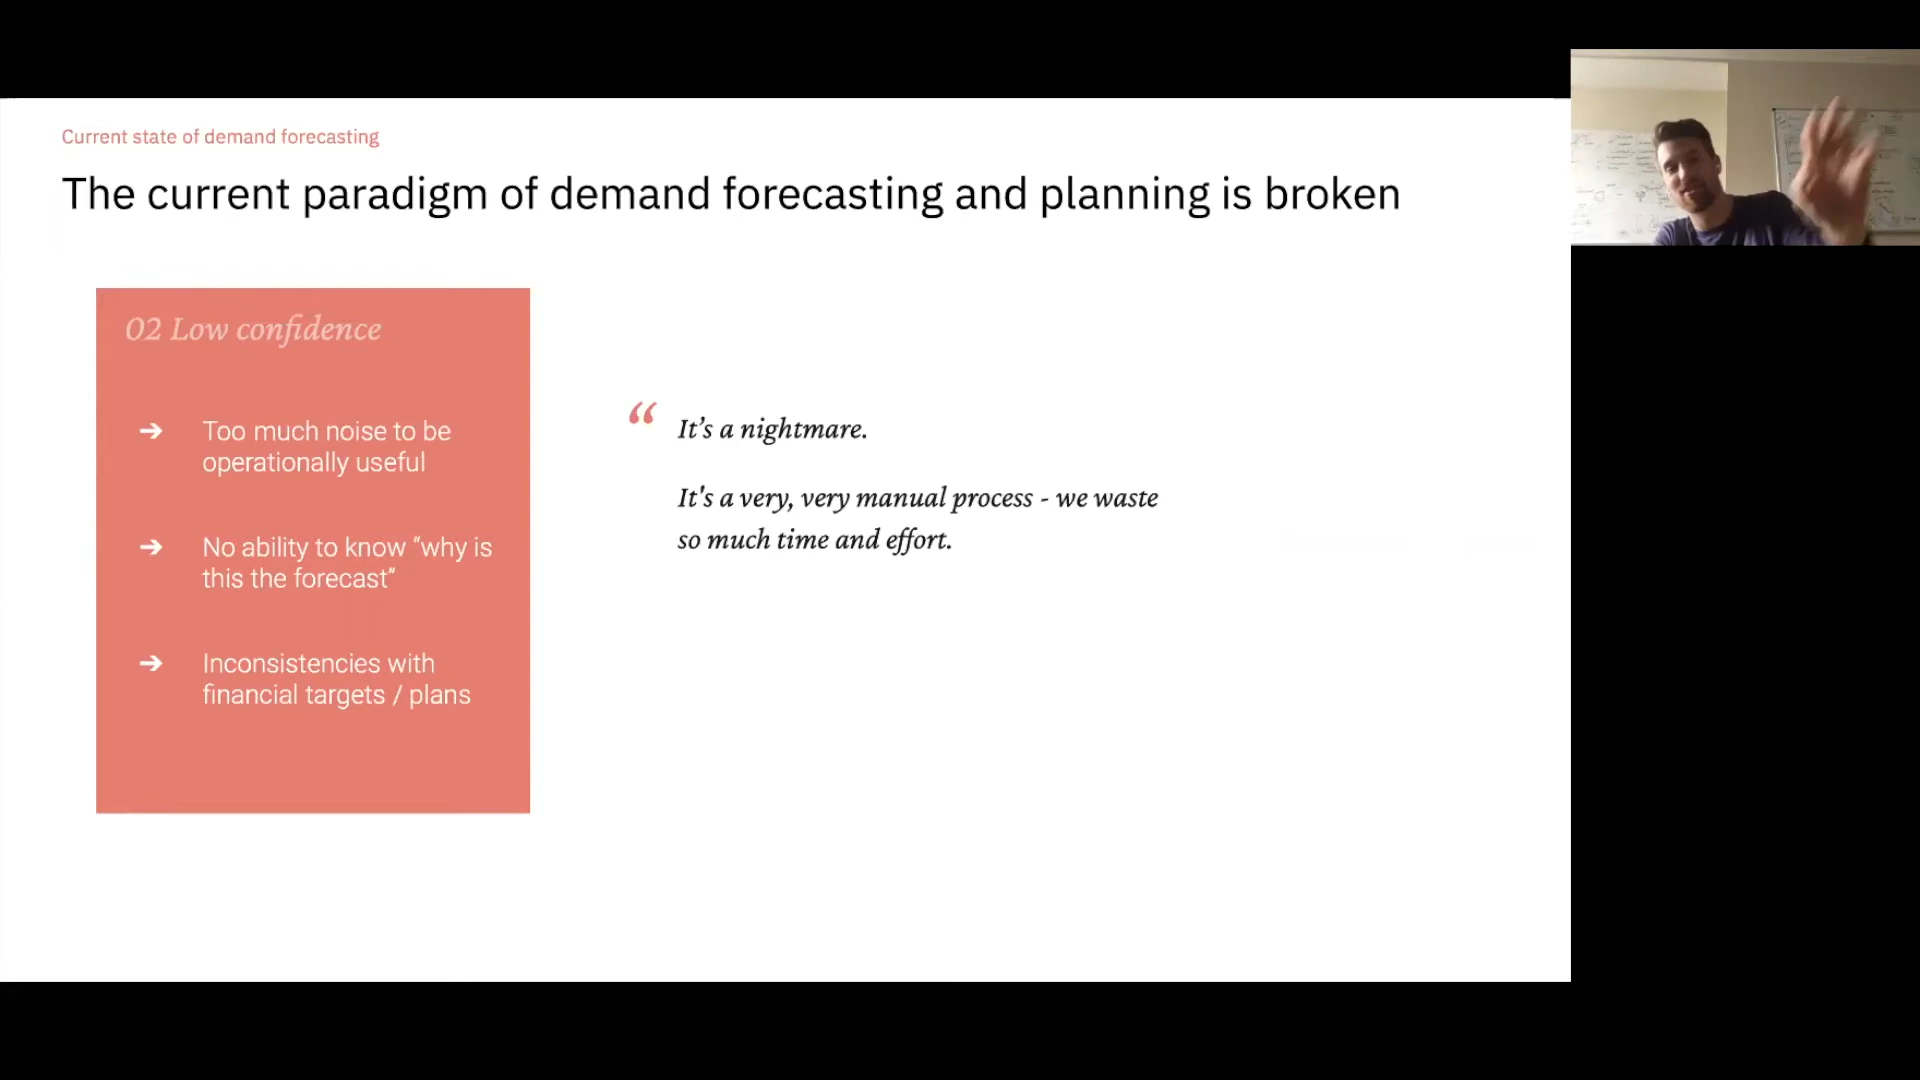 Current state of demand forecasting
The current paradigm of demand forecasting and planning is broken
02 Low confidence
➔ Too much noise to be
operationally useful
➔ No ability to know “why is
this the forecast”
➔ Inconsistencies with
financial targets / plans
“ It’s a nightmare.
It's a very, very manual process - we waste
so much time and effort.